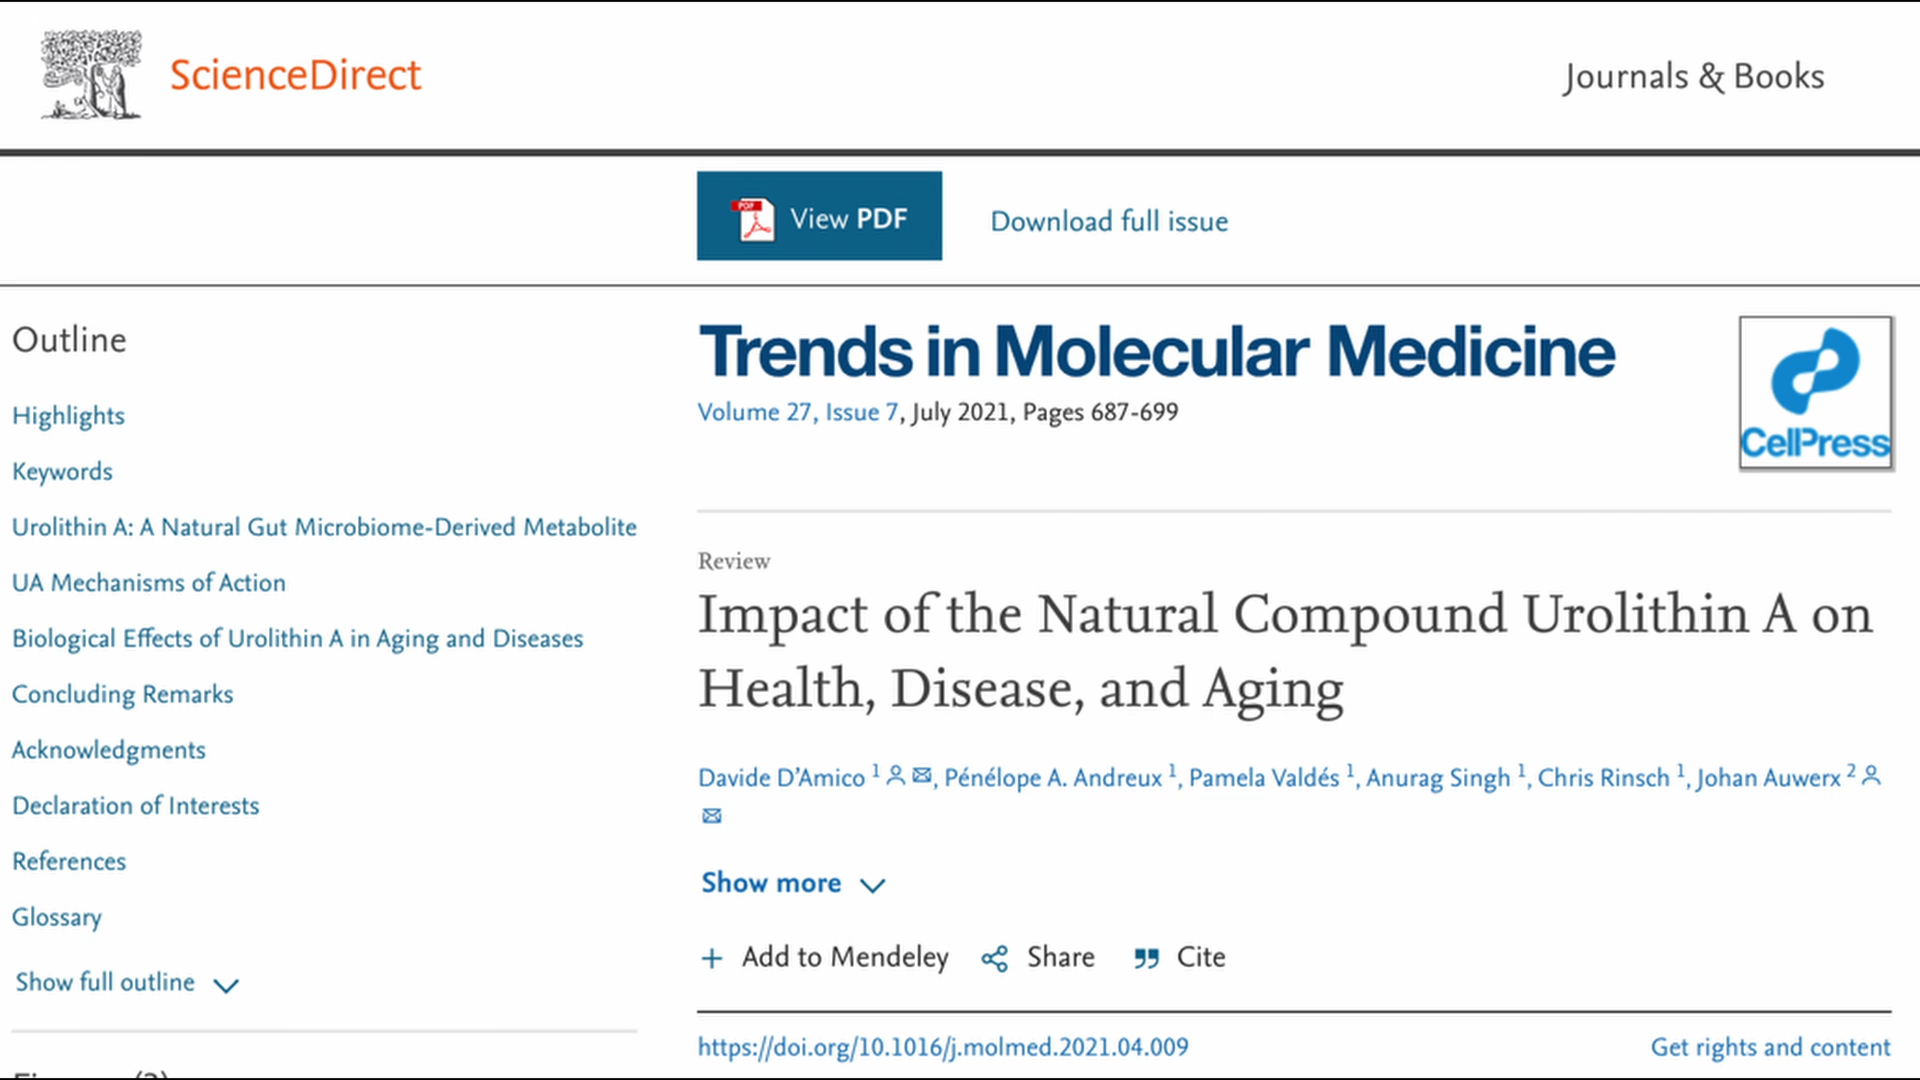 ScienceDirect
Journals & Books
PDF
View PDF
Download full issue
Outline
Highlights
Keywords
Urolithin A: A Natural Gut Microbiome-Derived Metabolite
UA Mechanisms of Action
Biological Effects of Urolithin A in Aging and Diseases
Concluding Remarks
Acknowledgments
Declaration of Interests
References
Glossary
Show full outline
Trends in Molecular Medicine
Volume 27, Issue 7, July 2021, Pages 687-699
CellPress
Review
Impact of the Natural Compound Urolithin A on
Health, Disease, and Aging
Davide D'Amico 1, Pénélope A. Andreux 1, Pamela Valdés 1, Anurag Singh 1, Chris Rinsch 1, Johan Auwerx 2
Show more
+ Add to Mendeley
Share
Cite
https://doi.org/10.1016/j.molmed.2021.04.009
Get rights and content